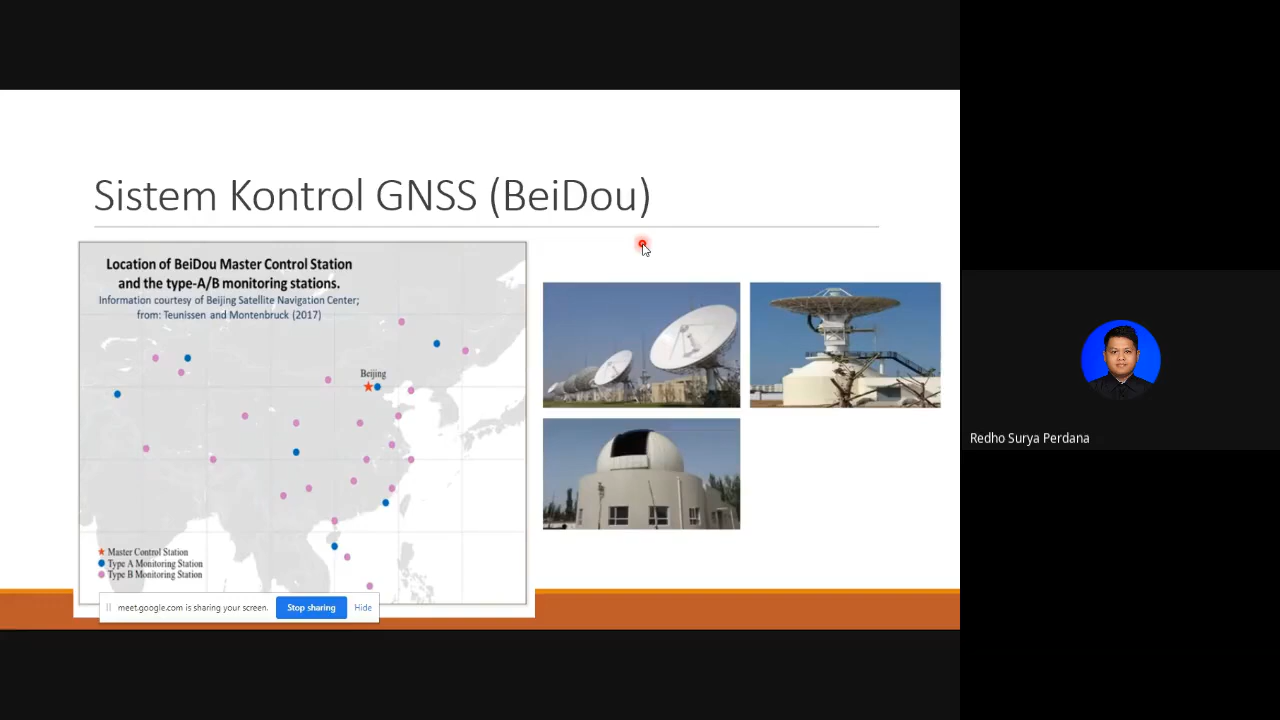 Sistem Kontrol GNSS (BeiDou)
Location of BeiDou Master Control Station
and the type-A/B monitoring stations.
Information courtesy of Beijing Satellite Navigation Center;
from: Teunissen and Montenbruck (2017)
Beijing
Master Control Station
Type A Monitoring Station
Type B Monitoring Station
meet.google.com is sharing your screen.
Stop sharing
Hide
Redho Surya Perdana